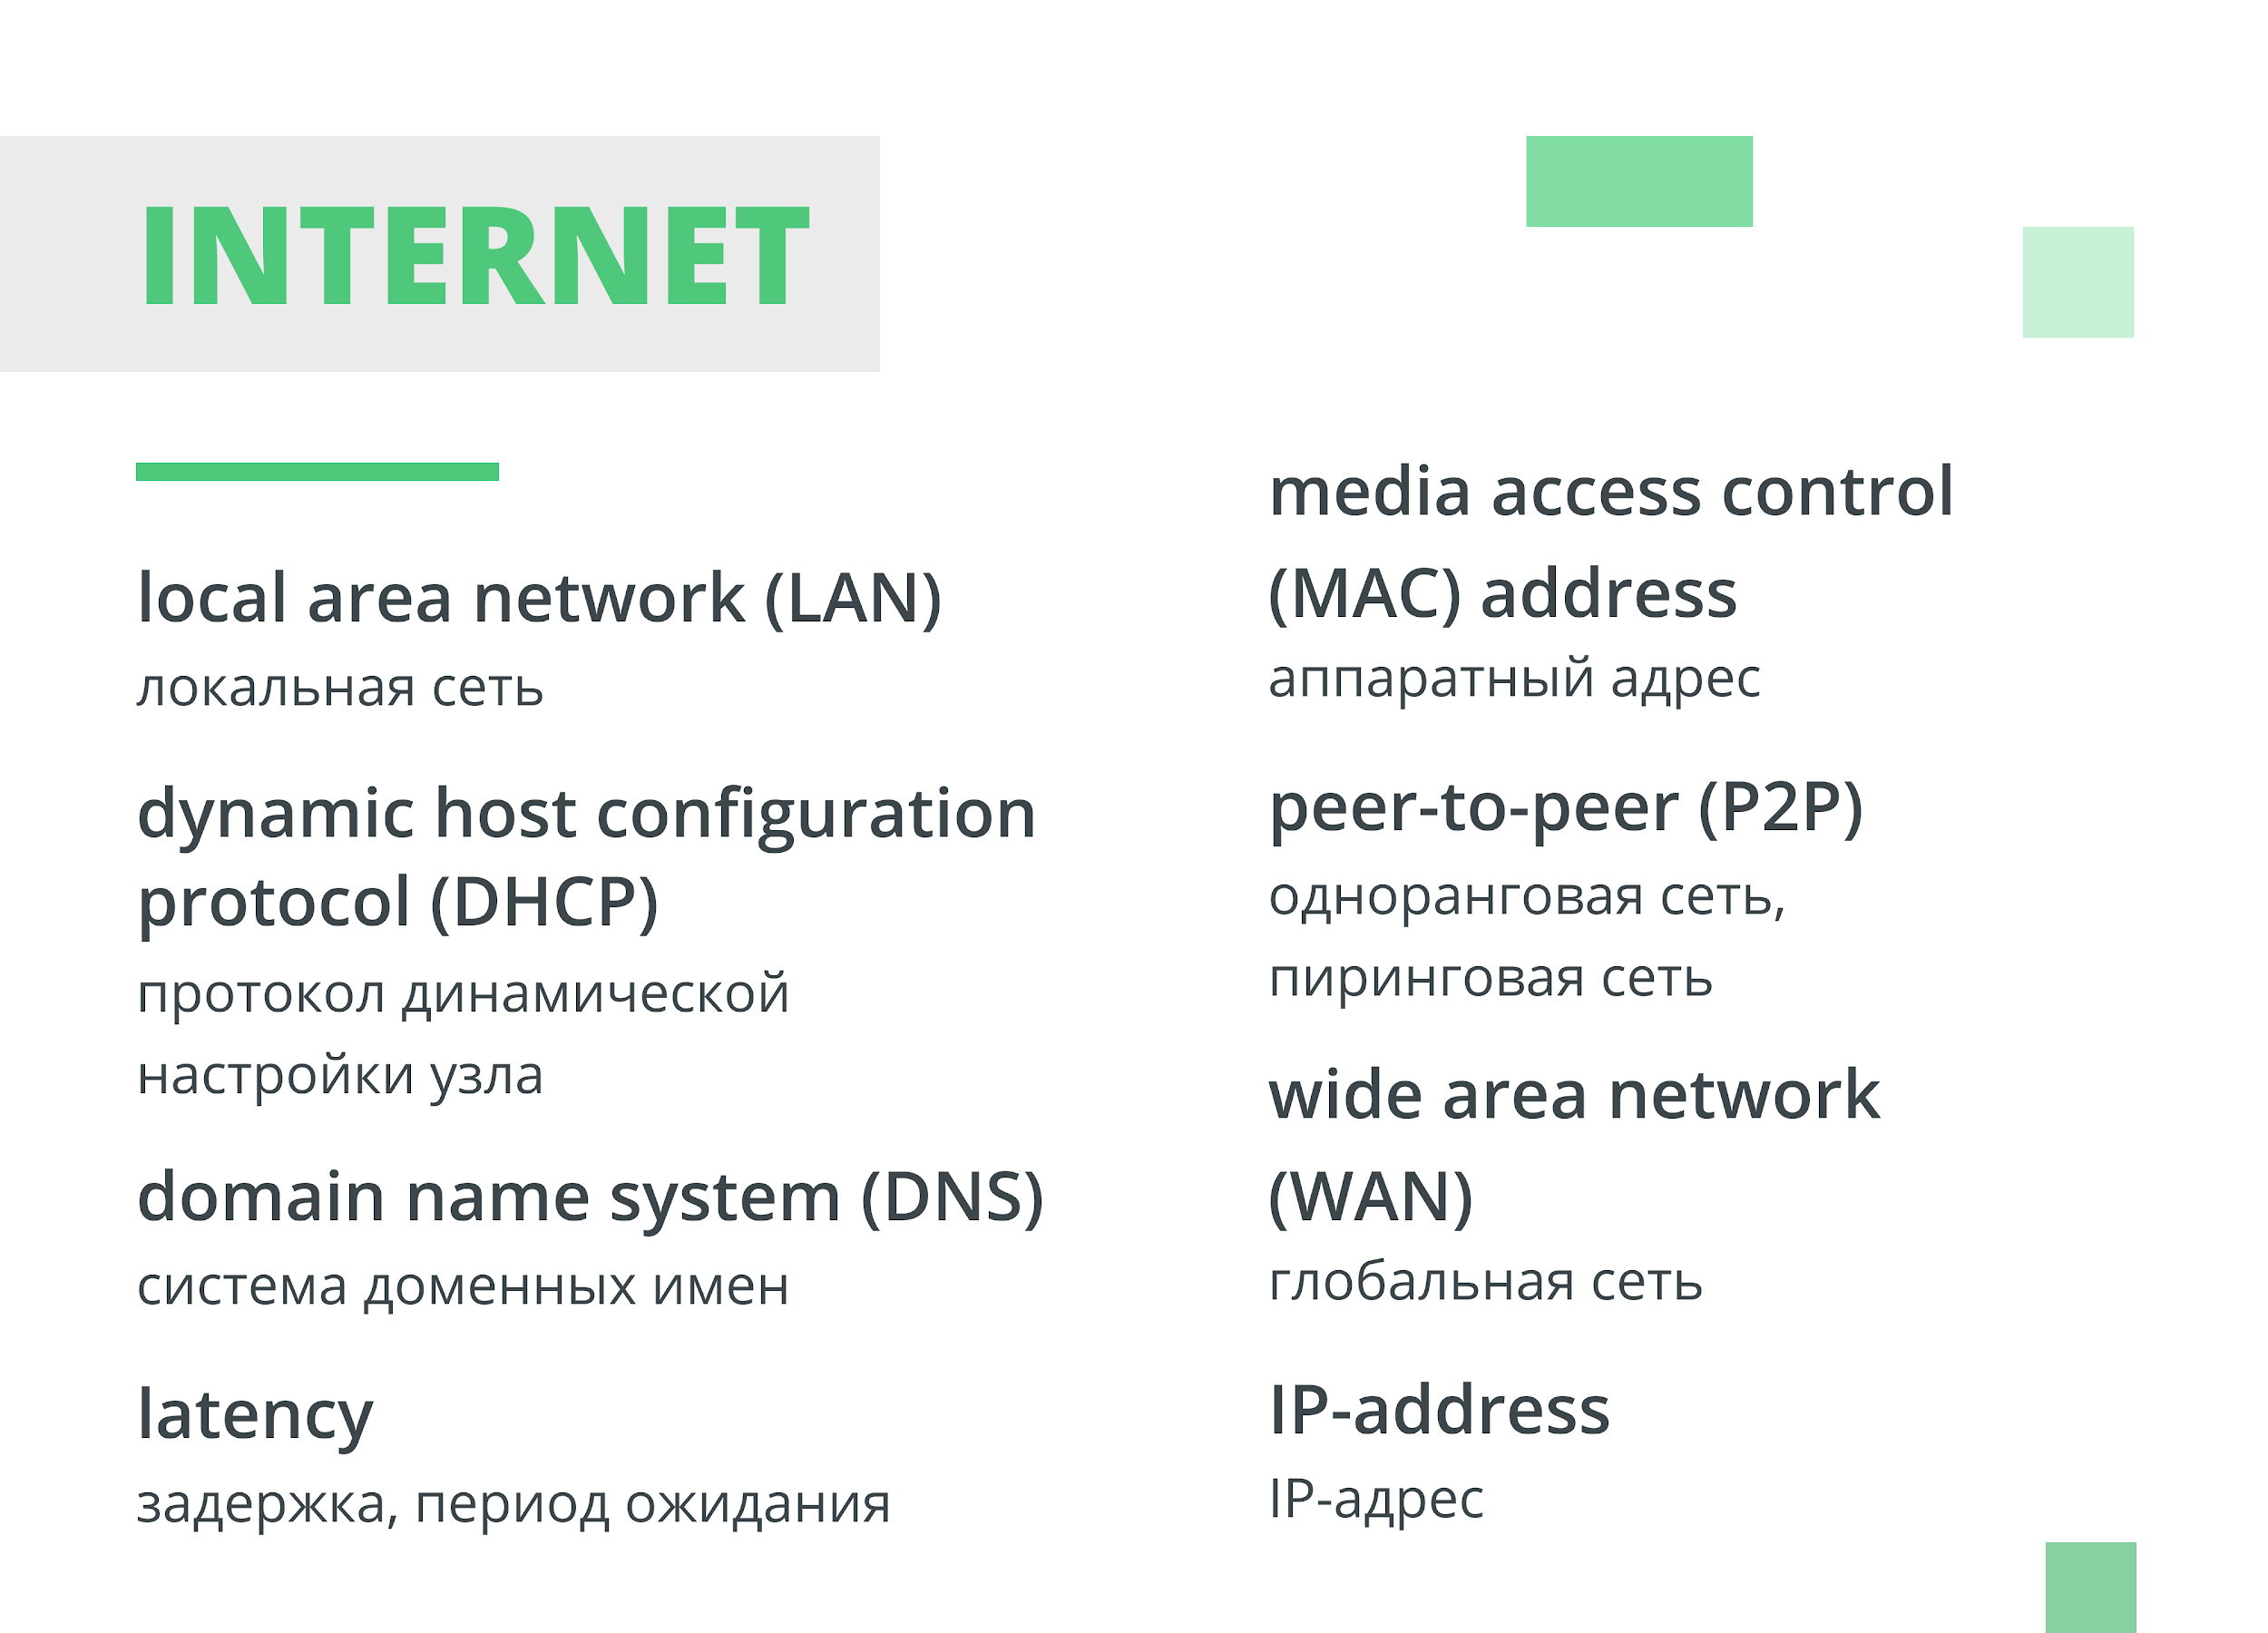 INTERNET
local area network (LAN)
локальная сеть
dynamic host configuration
protocol (DHCP)
протокол динамической
настройки узла
domain name system (DNS)
система доменных имен
latency
задержка, период ожидания
media access control
(MAC) address
аппаратный адрес
peer-to-peer (P2P)
одноранговая сеть,
пиринговая сеть
wide area network
(WAN)
глобальная сеть
IP-address
IP-адрес